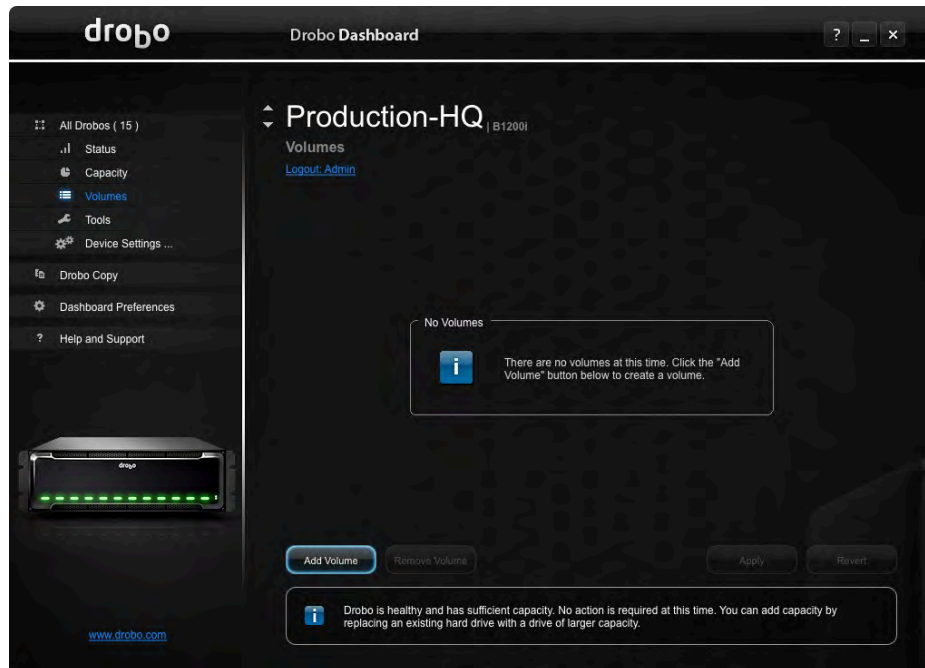 drobo
Drobo Dashboard
? _ x
Production-HQ | B1200i
Volumes
Logout: Admin
All Drobos ( 15 )
Status
Capacity
Volumes
Tools
Device Settings ...
Drobo Copy
Dashboard Preferences
? Help and Support
drobo
www.drobo.com
No Volumes
i
There are no volumes at this time. Click the "Add
Volume" button below to create a volume.
Add Volume
Remove Volume
Apply
Revert
i
Drobo is healthy and has sufficient capacity. No action is required at this time. You can add capacity by
replacing an existing hard drive with a drive of larger capacity.